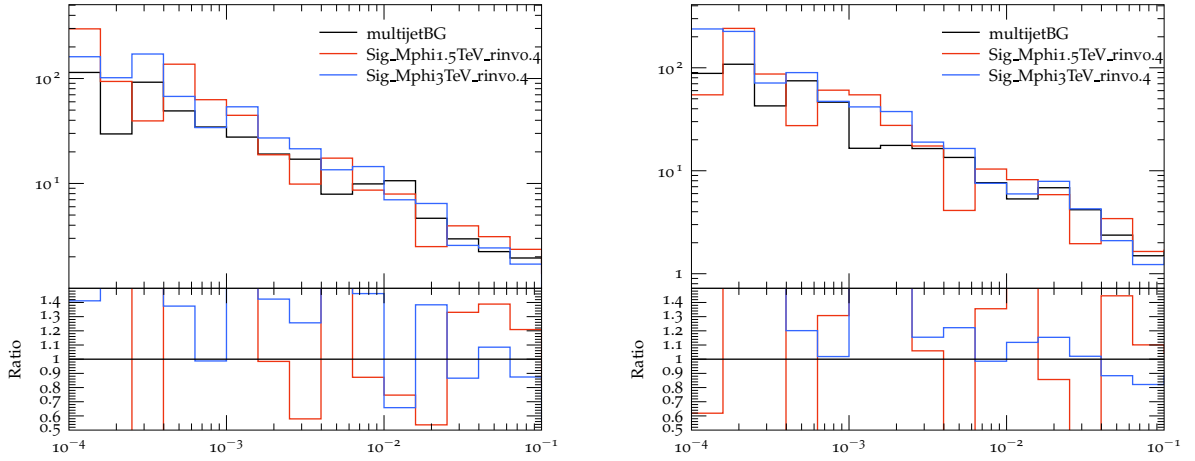 10²
10¹
multijetBG
Sig_Mphi1.5TeV_rinv0.4
Sig_Mphi3TeV_rinv0.4
Ratio
1.4
1.3
1.2
1.1
1
0.9
0.8
0.7
0.6
0.5
10⁻⁴ 10⁻³ 10⁻² 10⁻¹
10²
10¹
1
multijetBG
Sig_Mphi1.5TeV_rinv0.4
Sig_Mphi3TeV_rinv0.4
Ratio
1.4
1.3
1.2
1.1
1
0.9
0.8
0.7
0.6
0.5
10⁻⁴ 10⁻³ 10⁻² 10⁻¹